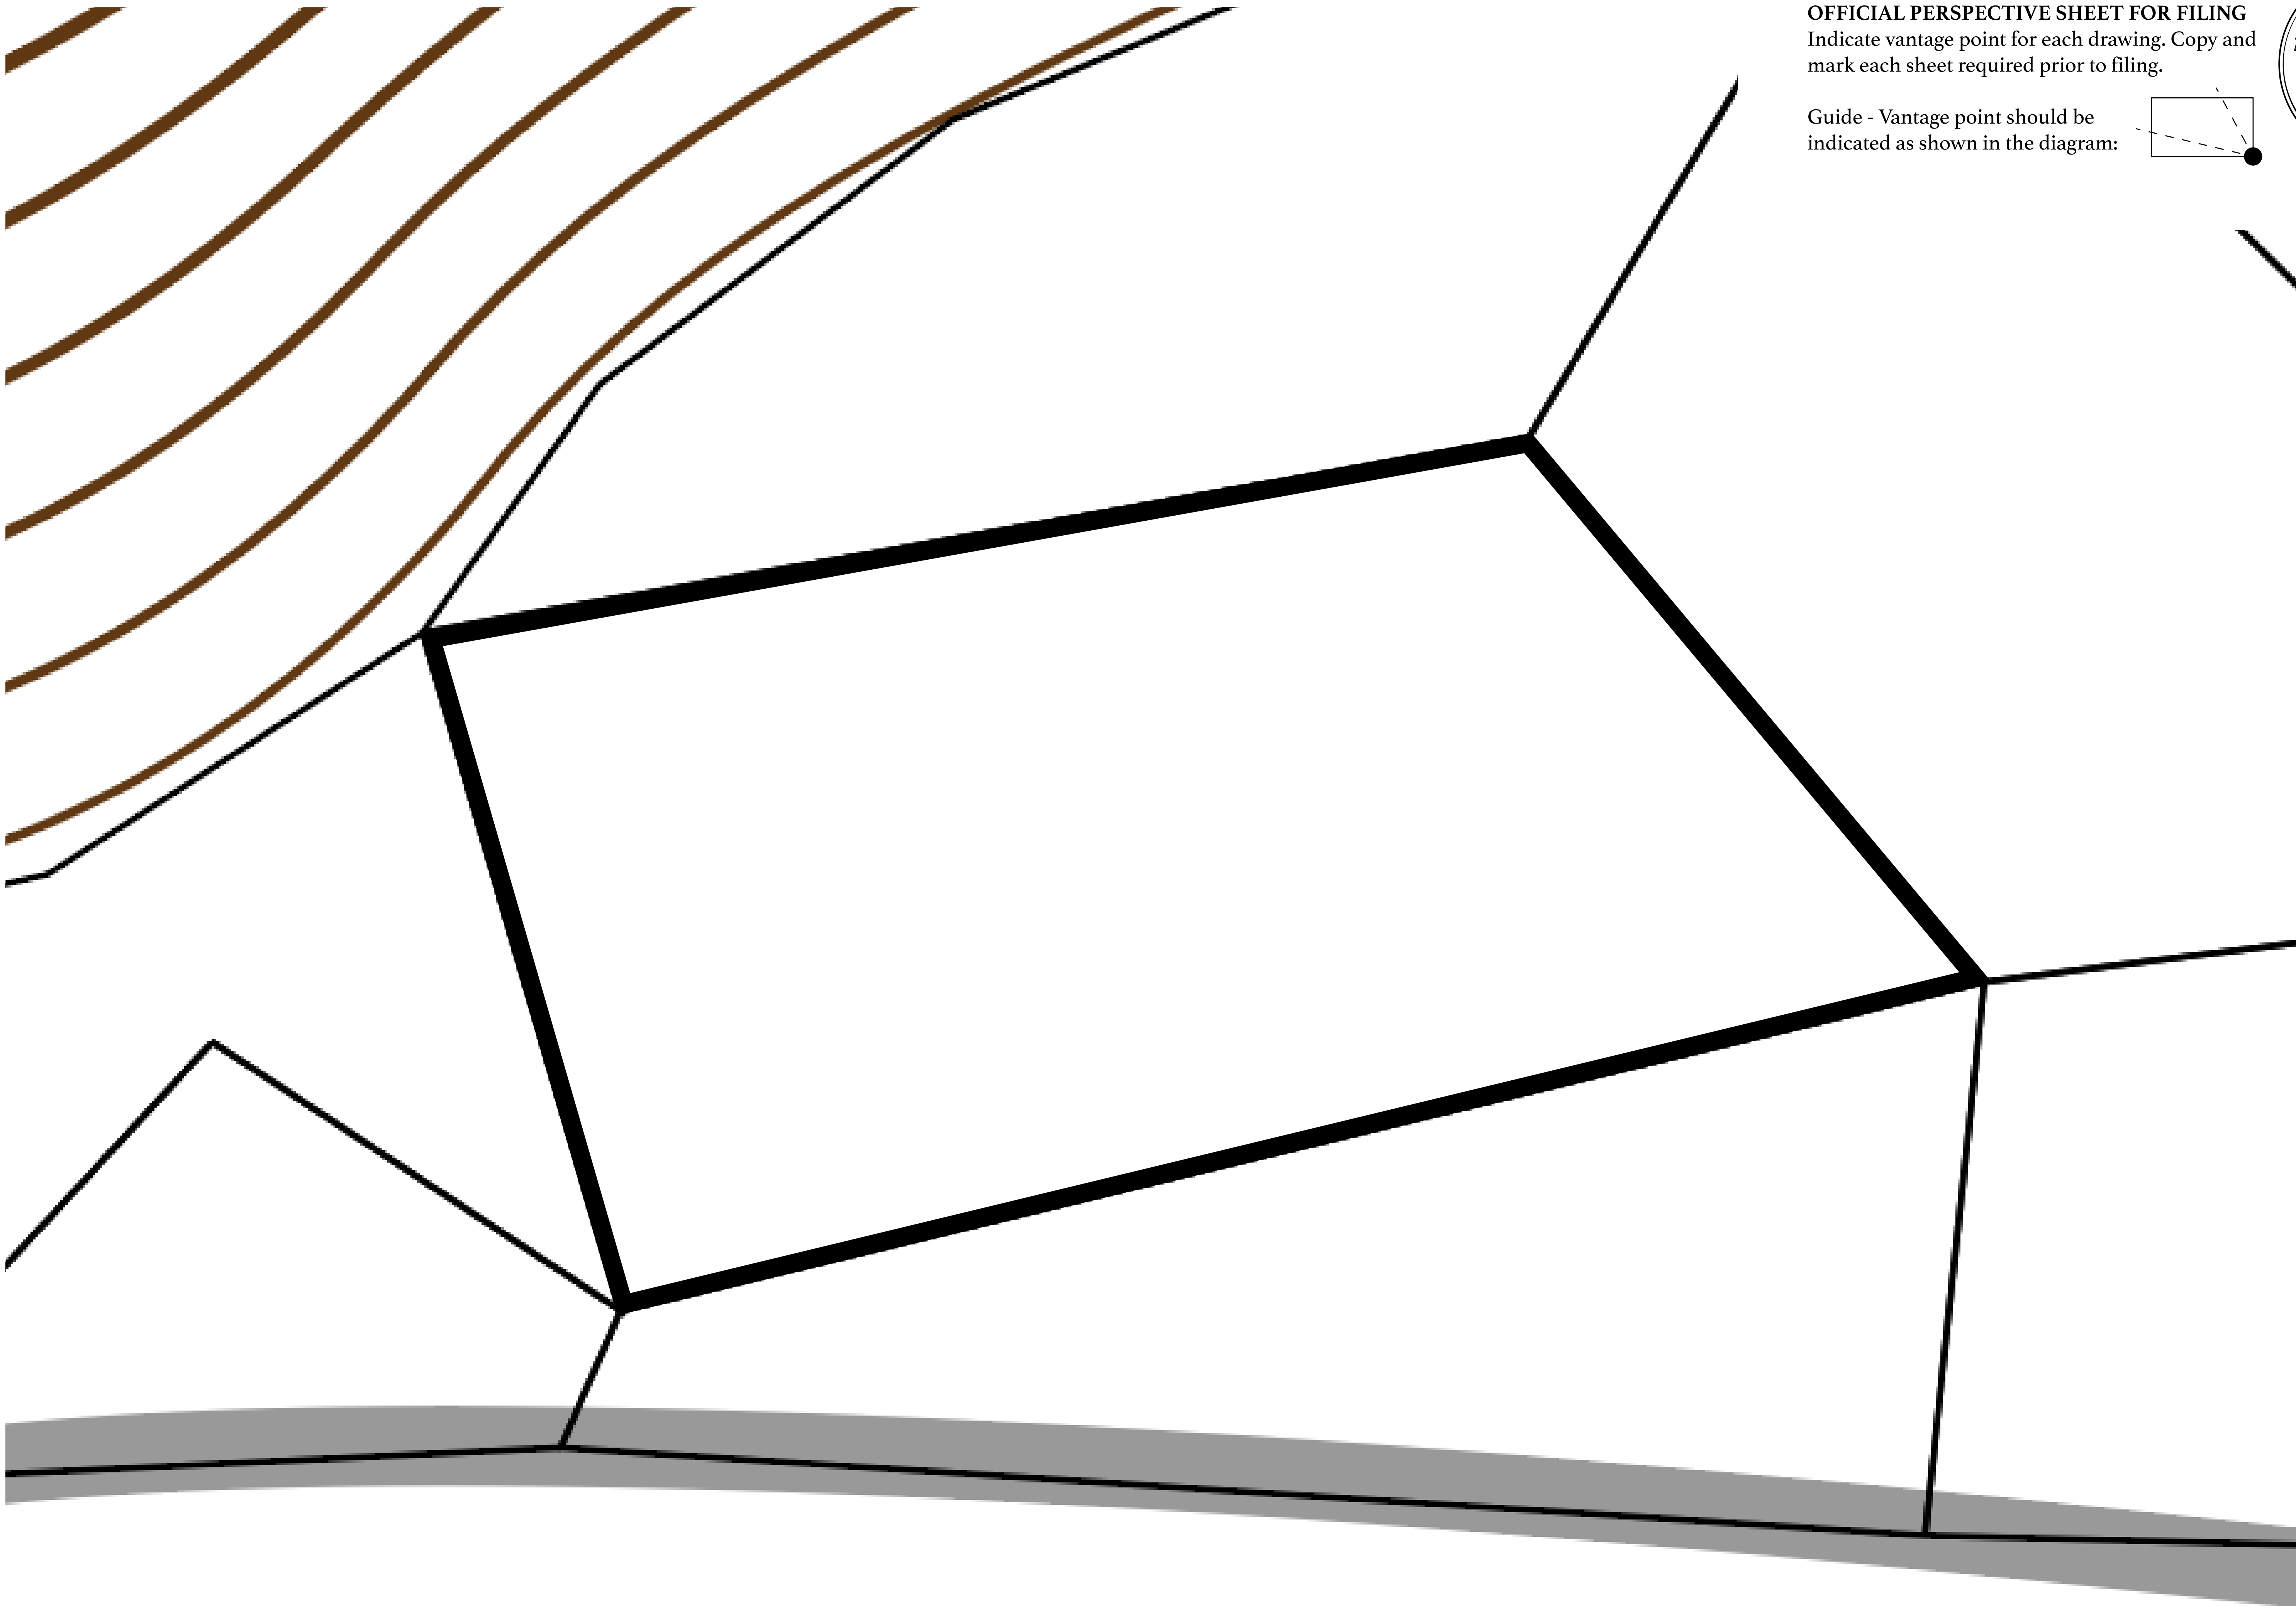 OFFICIAL PERSPECTIVE SHEET FOR FILING
Indicate vantage point for each drawing. Copy and
mark each sheet required prior to filing.
Guide - Vantage point should be
indicated as shown in the diagram: